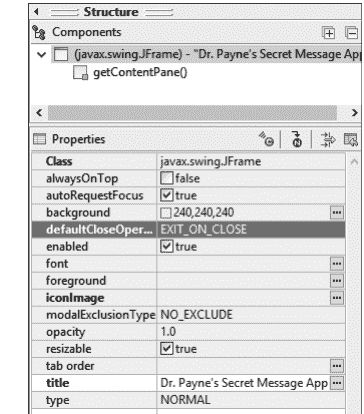 Structure
Components
(javax.swing.JFrame) - "Dr. Payne's Secret Message App
getContentPane()
Properties
Class javax.swing.JFrame
alwaysOnTop false
autoRequestFocus true
background 240,240,240
defaultCloseOper... EXIT_ON_CLOSE
enabled true
font
foreground
iconImage
modalExclusionType NO_EXCLUDE
opacity 1.0
resizable true
tab order
title Dr. Payne's Secret Message App
type NORMAL